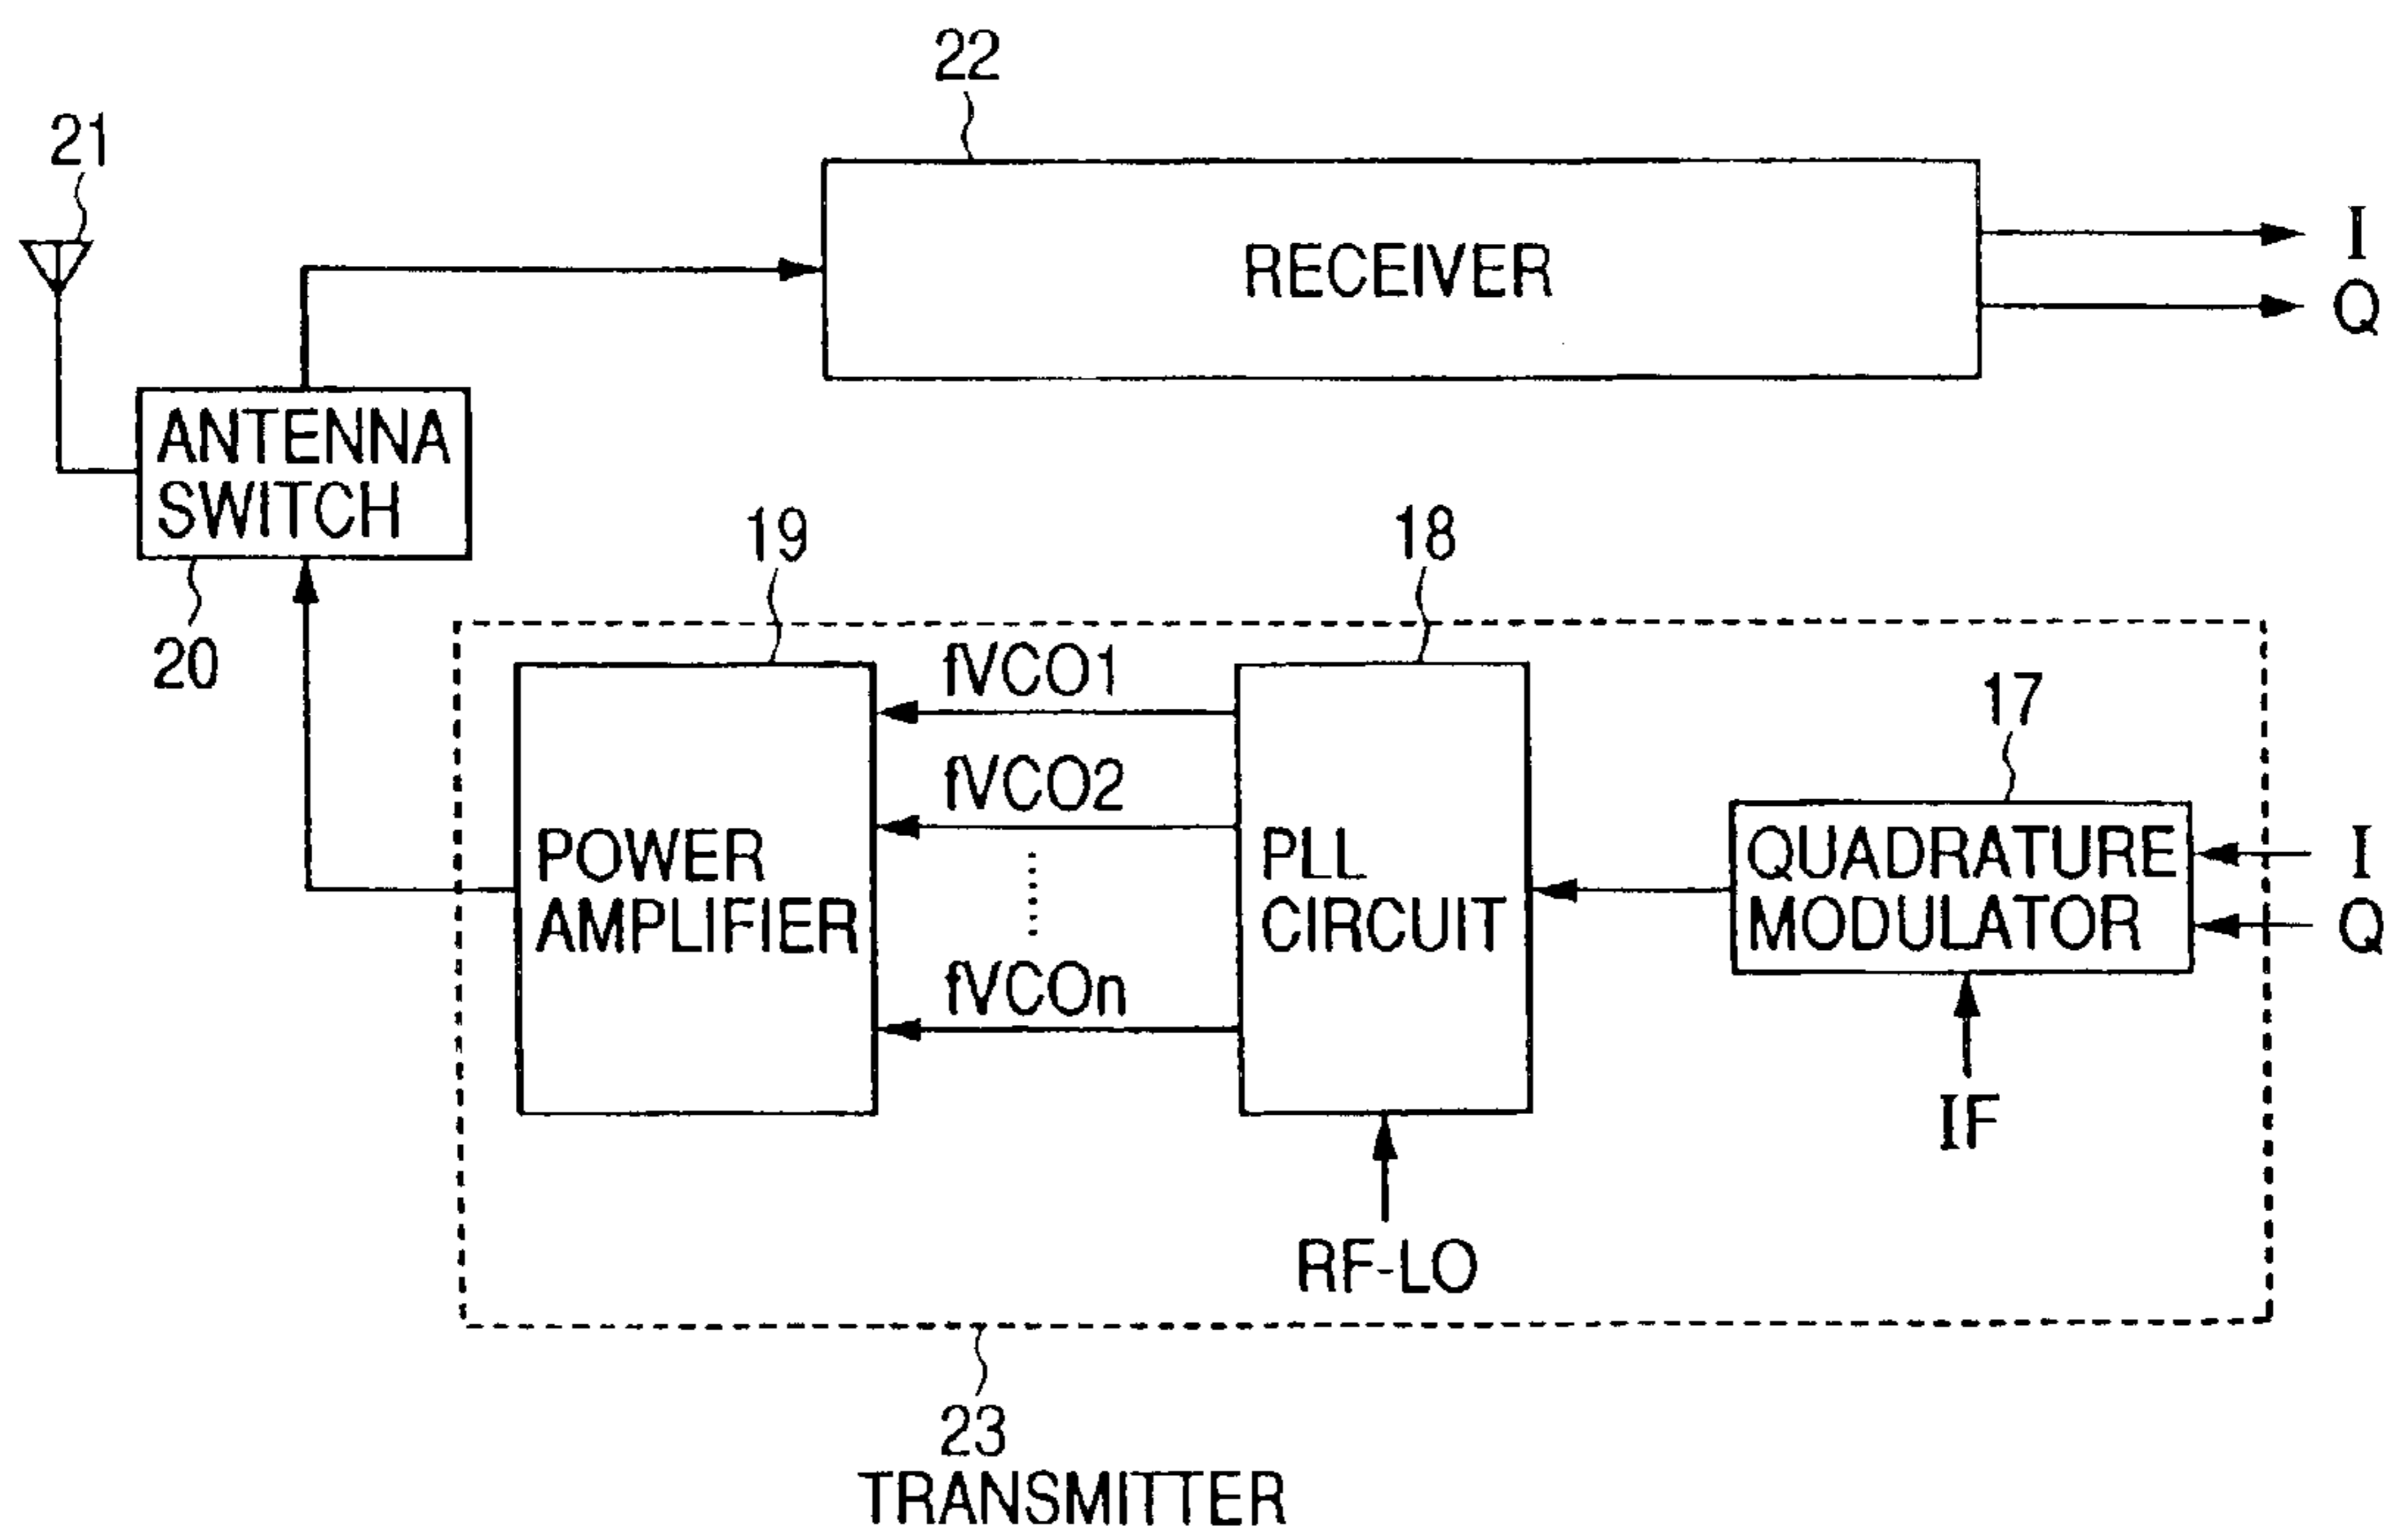 22
21
RECEIVER
I
Q
ANTENNA
SWITCH
20
19
18
17
fVCO1
fVCO2
fVCOn
POWER
AMPLIFIER
PLL
CIRCUIT
QUADRATURE
MODULATOR
I
Q
IF
RF-LO
23
TRANSMITTER